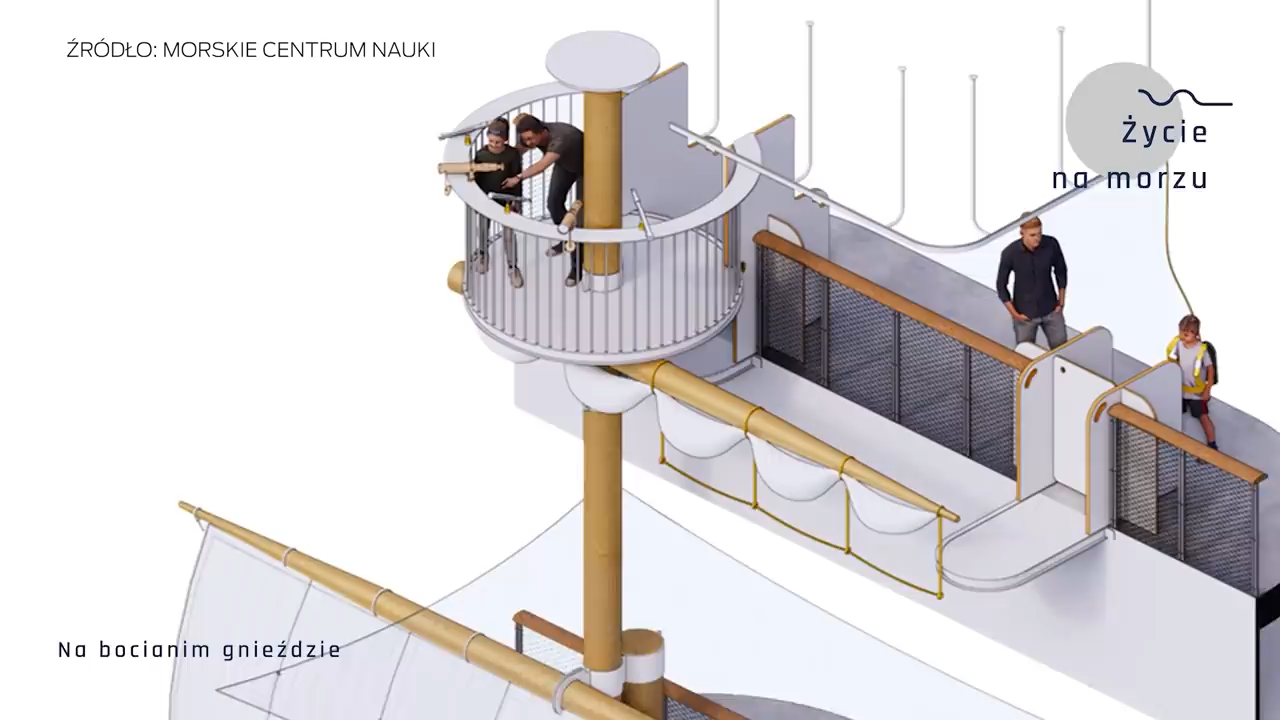 ŹRÓDŁO: MORSKIE CENTRUM NAUKI
Życie
na morzu
Na bocianim gnieździe